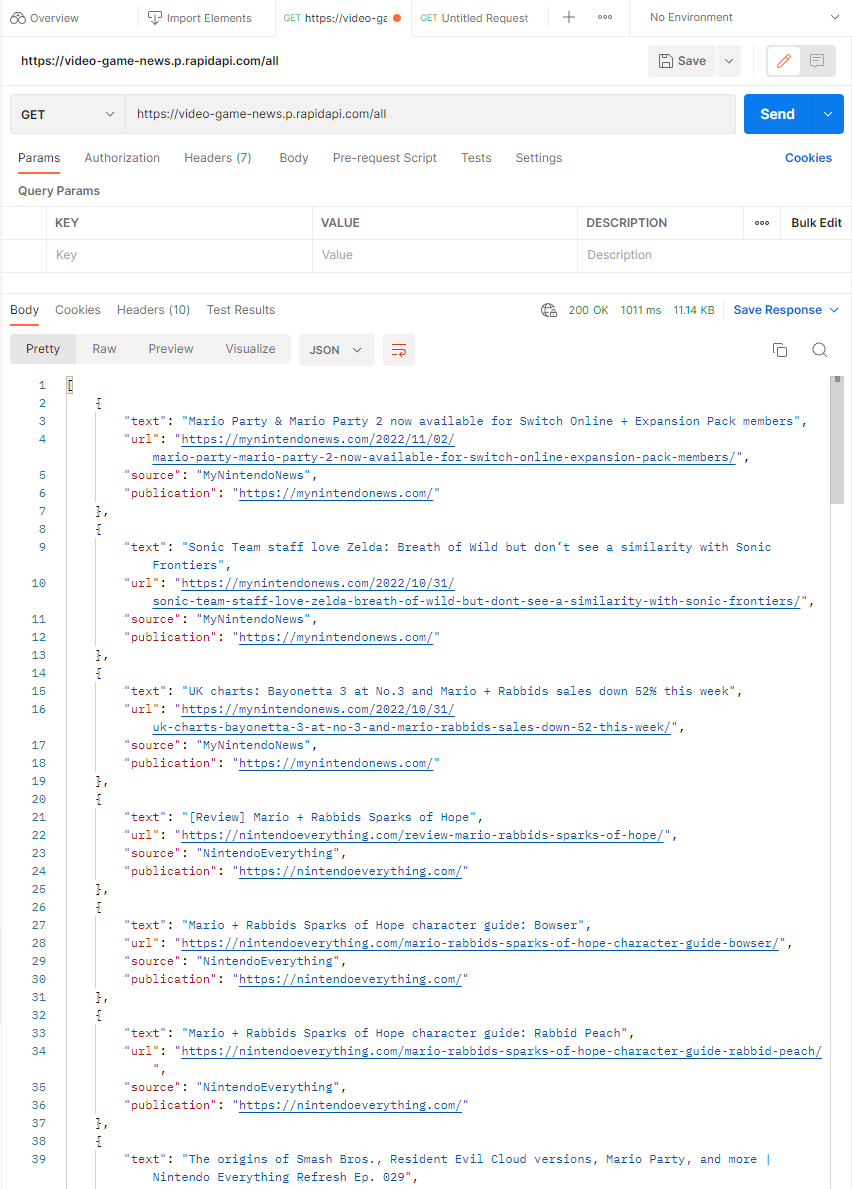 Overview Import Elements GET https://video-ga GET Untitled Request No Environment
https://video-game-news.p.rapidapi.com/all Save
GET https://video-game-news.p.rapidapi.com/all Send
Params Authorization Headers (7) Body Pre-request Script Tests Settings Cookies
Query Params
KEY VALUE DESCRIPTION Bulk Edit
Key Value Description
Body Cookies Headers (10) Test Results 200 OK 1011 ms 11.14 KB Save Response
Pretty Raw Preview Visualize JSON
1 [
2 {
3 "text": "Mario Party & Mario Party 2 now available for Switch Online + Expansion Pack members",
4 "url": "https://mynintendonews.com/2022/11/02/
mario-party-mario-party-2-now-available-for-switch-online-expansion-pack-members/",
5 "source": "MyNintendoNews",
6 "publication": "https://mynintendonews.com/"
7 },
8 {
9 "text": "Sonic Team staff love Zelda: Breath of Wild but don’t see a similarity with Sonic
Frontiers",
10 "url": "https://mynintendonews.com/2022/10/31/
sonic-team-staff-love-zelda-breath-of-wild-but-dont-see-a-similarity-with-sonic-frontiers/",
11 "source": "MyNintendoNews",
12 "publication": "https://mynintendonews.com/"
13 },
14 {
15 "text": "UK charts: Bayonetta 3 at No.3 and Mario + Rabbids sales down 52% this week",
16 "url": "https://mynintendonews.com/2022/10/31/
uk-charts-bayonetta-3-at-no-3-and-mario-rabbids-sales-down-52-this-week/",
17 "source": "MyNintendoNews",
18 "publication": "https://mynintendonews.com/"
19 },
20 {
21 "text": "[Review] Mario + Rabbids Sparks of Hope",
22 "url": "https://nintendoeverything.com/review-mario-rabbids-sparks-of-hope/",
23 "source": "NintendoEverything",
24 "publication": "https://nintendoeverything.com/"
25 },
26 {
27 "text": "Mario + Rabbids Sparks of Hope character guide: Bowser",
28 "url": "https://nintendoeverything.com/mario-rabbids-sparks-of-hope-character-guide-bowser/",
29 "source": "NintendoEverything",
30 "publication": "https://nintendoeverything.com/"
31 },
32 {
33 "text": "Mario + Rabbids Sparks of Hope character guide: Rabbid Peach",
34 "url": "https://nintendoeverything.com/mario-rabbids-sparks-of-hope-character-guide-rabbid-peach/
",
35 "source": "NintendoEverything",
36 "publication": "https://nintendoeverything.com/"
37 },
38 {
39 "text": "The origins of Smash Bros., Resident Evil Cloud versions, Mario Party, and more |
Nintendo Everything Refresh Ep. 029",